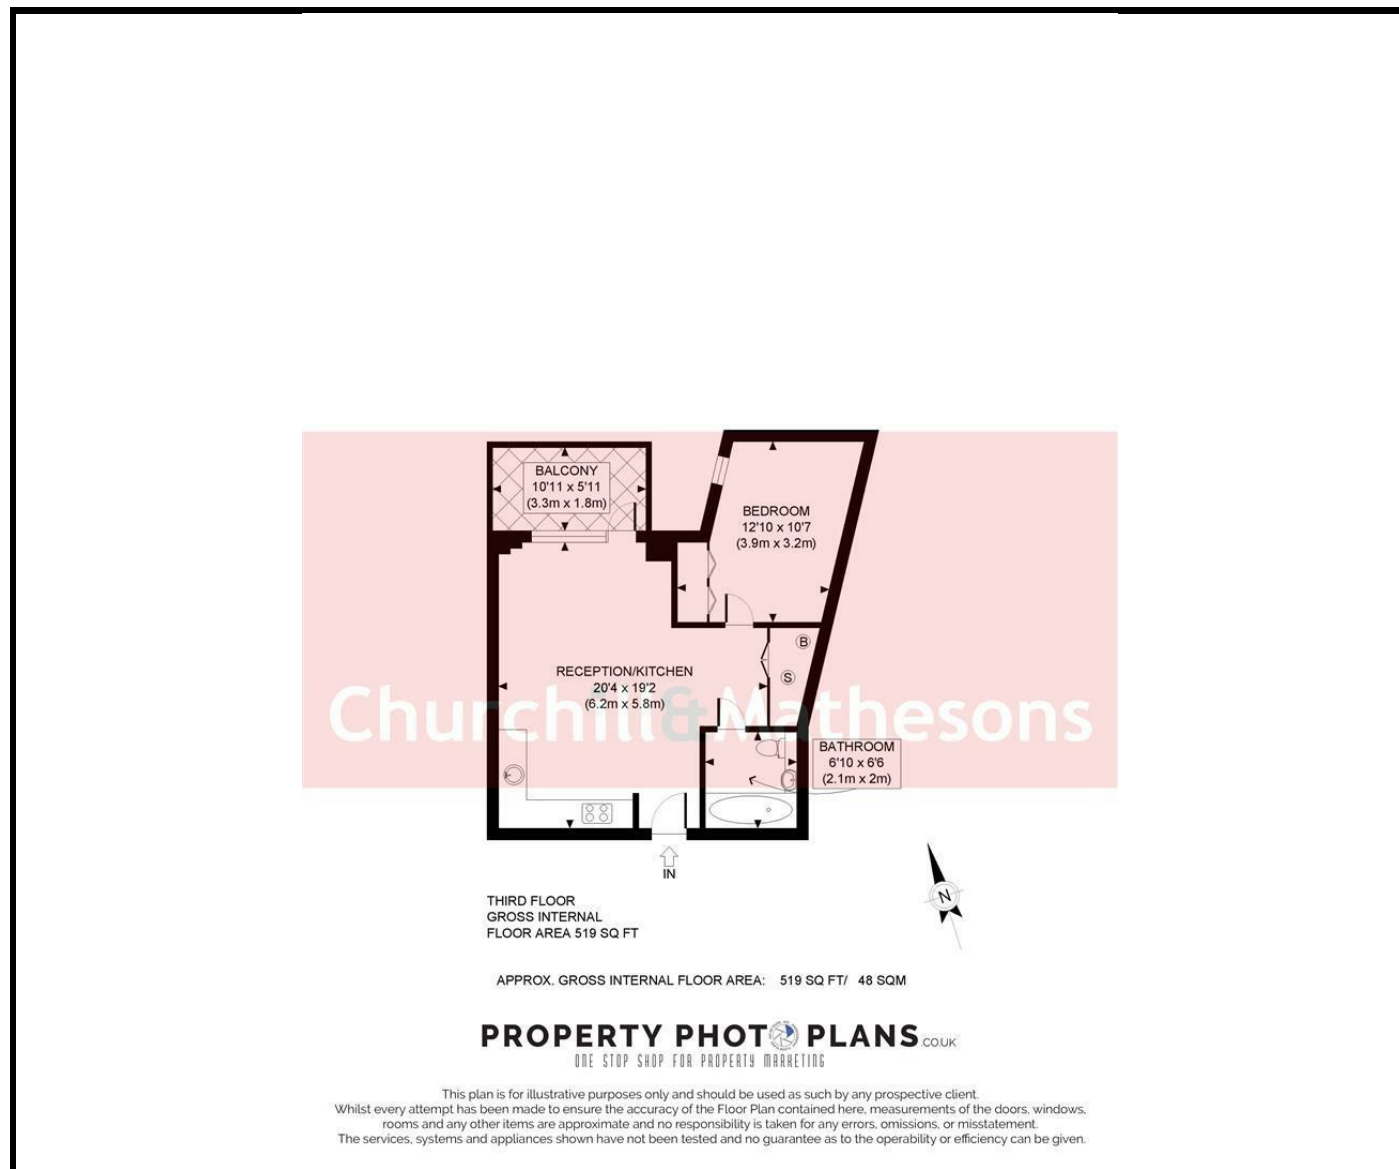 BALCONY
10'11 x 5'11
(3.3m x 1.8m)
BEDROOM
12'10 x 10'7
(3.9m x 3.2m)
B
S
RECEPTION/KITCHEN
20'4 x 19'2
(6.2m x 5.8m)
Churchill&Mathesons
BATHROOM
6'10 x 6'6
(2.1m x 2m)
IN
N
THIRD FLOOR
GROSS INTERNAL
FLOOR AREA 519 SQ FT
APPROX. GROSS INTERNAL FLOOR AREA: 519 SQ FT/ 48 SQM
PROPERTY PHOTO PLANS.CO.UK
ONE STOP SHOP FOR PROPERTY MARKETING
This plan is for illustrative purposes only and should be used as such by any prospective client.
Whilst every attempt has been made to ensure the accuracy of the Floor Plan contained here, measurements of the doors, windows,
rooms and any other items are approximate and no responsibility is taken for any errors, omissions, or misstatement.
The services, systems and appliances shown have not been tested and no guarantee as to the operability or efficiency can be given.